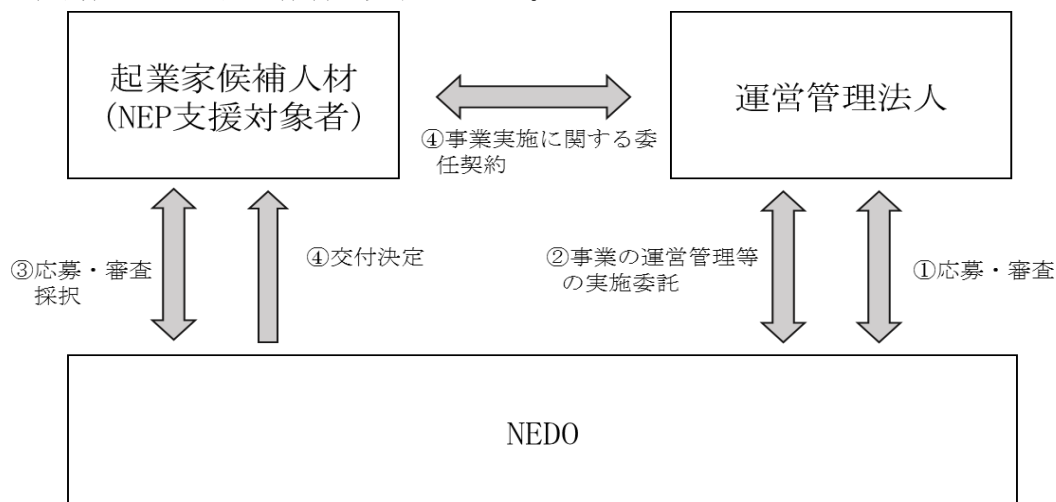 起業家候補人材
(NEP支援対象者)
運営管理法人
④事業実施に関する委
任契約
③応募・審査
採択
④交付決定
②事業の運営管理等
の実施委託
①応募・審査
NEDO